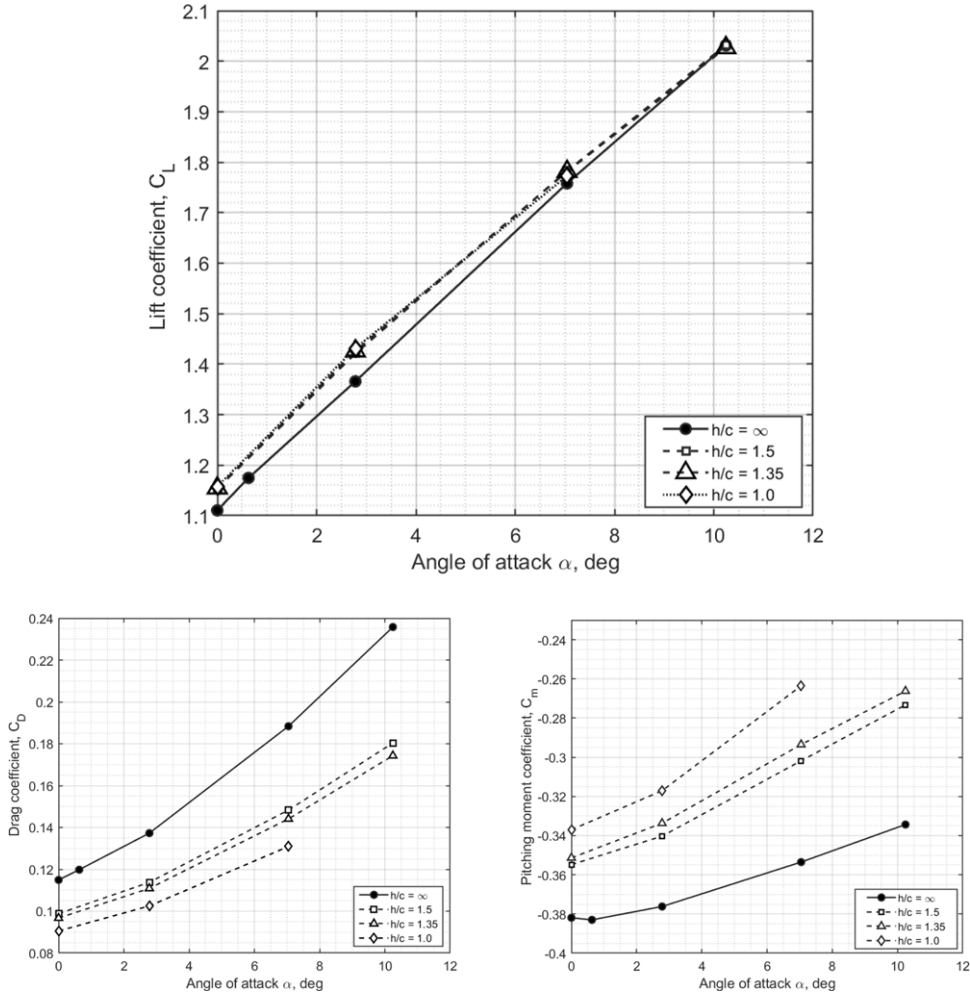 2.1
2
1.9
1.8
1.7
1.6
1.5
1.4
1.3
1.2
1.1
Lift coefficient, C_L
0 2 4 6 8 10 12
Angle of attack α, deg
h/c = ∞
h/c = 1.5
h/c = 1.35
h/c = 1.0
0.24
0.22
0.2
0.18
0.16
0.14
0.12
0.1
0.08
Drag coefficient, C_D
0 2 4 6 8 10 12
Angle of attack α, deg
h/c = ∞
h/c = 1.5
h/c = 1.35
h/c = 1.0
-0.24
-0.26
-0.28
-0.3
-0.32
-0.34
-0.36
-0.38
-0.4
Pitching moment coefficient, C_m
0 2 4 6 8 10 12
Angle of attack α, deg
h/c = ∞
h/c = 1.5
h/c = 1.35
h/c = 1.0